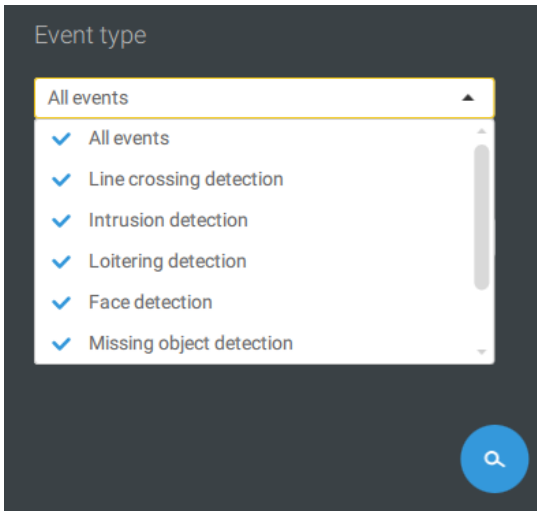 Event type
All events
All events
Line crossing detection
Intrusion detection
Loitering detection
Face detection
Missing object detection